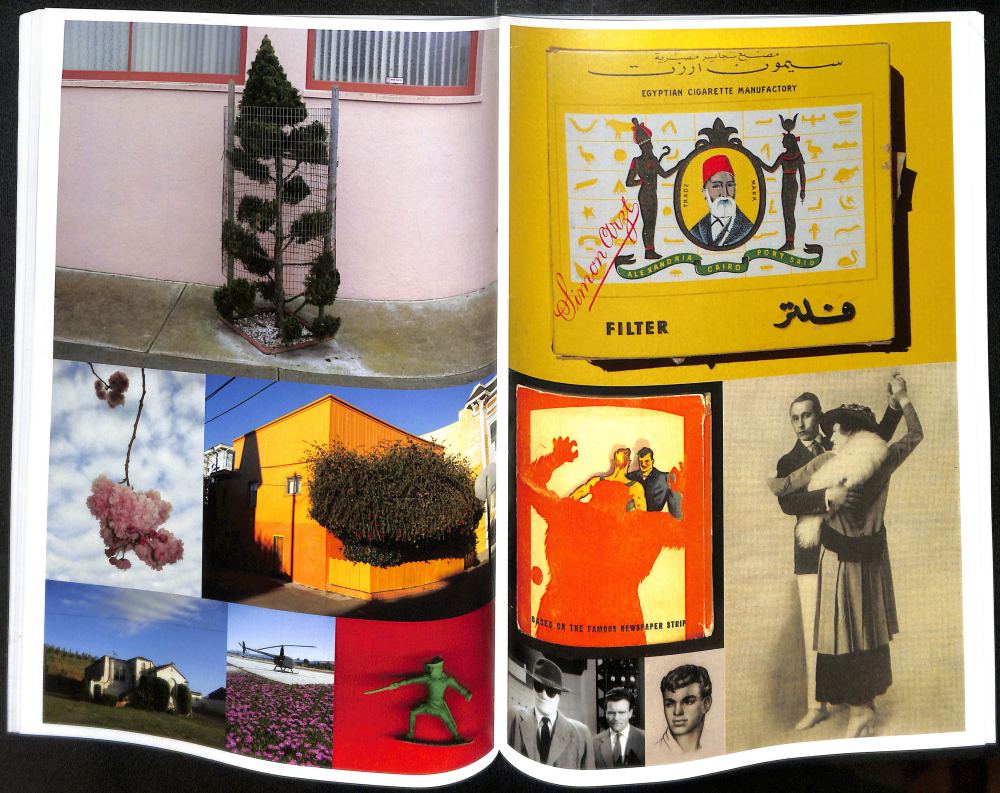 مصنع سجاير مصرية
سيمون ارزت
EGYPTIAN CIGARETTE MANUFACTORY
TRADE MARK
Simon Arzt
ALEXANDRIA CAIRO PORT SAID
FILTER
فلتر
BASED ON THE FAMOUS NEWSPAPER STRIP